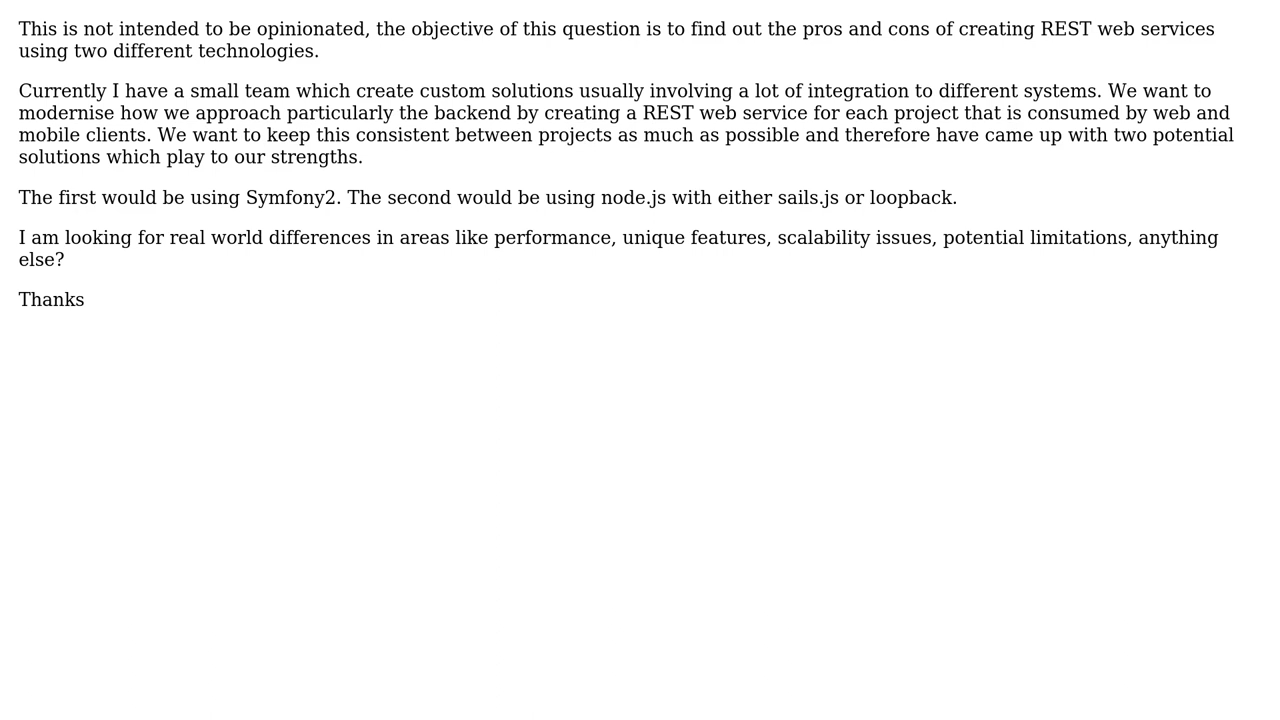 This is not intended to be opinionated, the objective of this question is to find out the pros and cons of creating REST web services
using two different technologies.
Currently I have a small team which create custom solutions usually involving a lot of integration to different systems. We want to
modernise how we approach particularly the backend by creating a REST web service for each project that is consumed by web and
mobile clients. We want to keep this consistent between projects as much as possible and therefore have came up with two potential
solutions which play to our strengths.
The first would be using Symfony2. The second would be using node.js with either sails.js or loopback.
I am looking for real world differences in areas like performance, unique features, scalability issues, potential limitations, anything
else?
Thanks